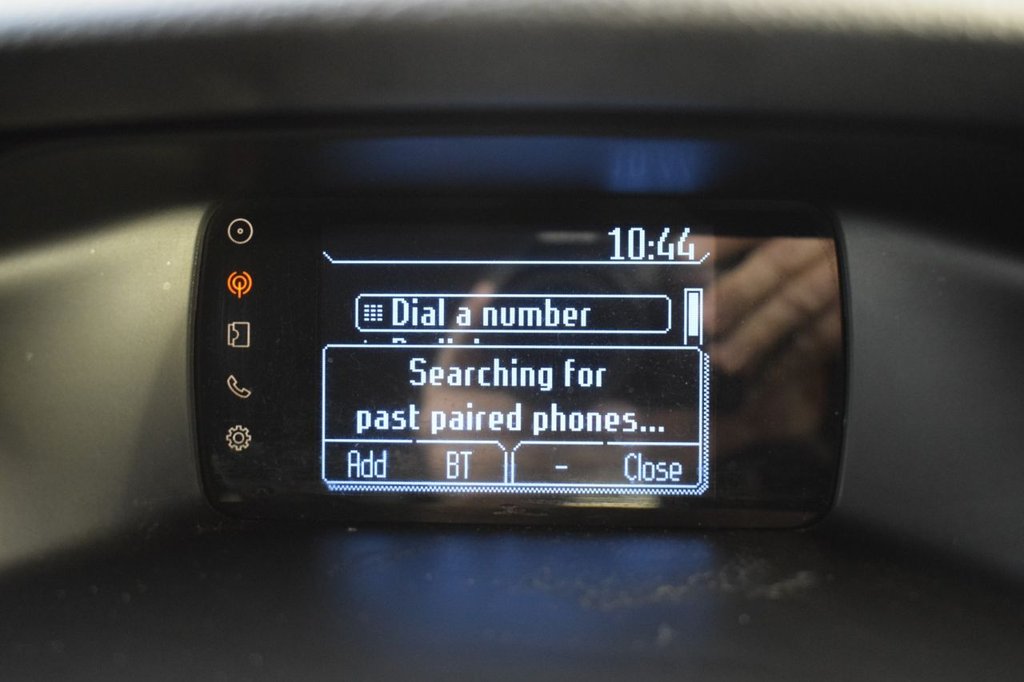 10:44
Dial a number
Searching for
past paired phones...
Add BT - Close